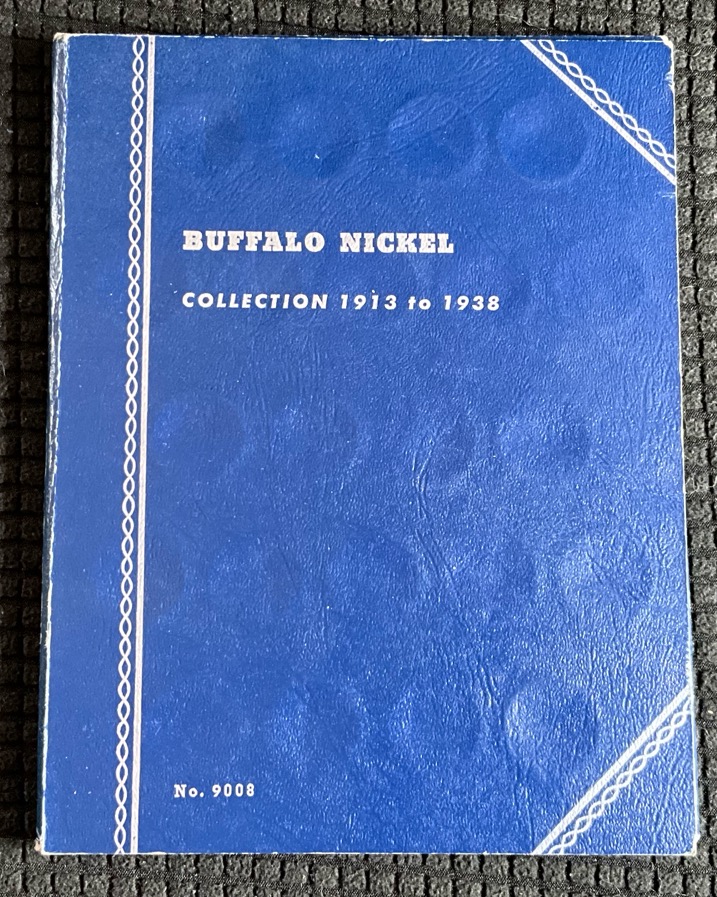 BUFFALO NICKEL
COLLECTION 1913 to 1938
No. 9008